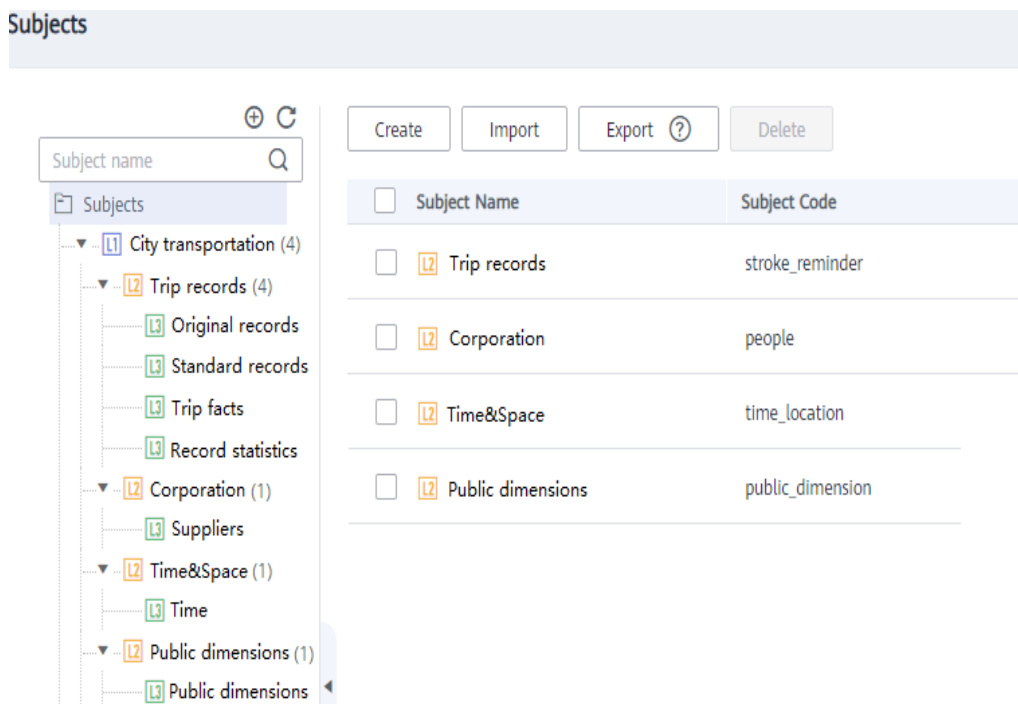 Subjects
Subject name
Subjects
L1 City transportation (4)
L2 Trip records (4)
L3 Original records
L3 Standard records
L3 Trip facts
L3 Record statistics
L2 Corporation (1)
L3 Suppliers
L2 Time&Space (1)
L3 Time
L2 Public dimensions (1)
L3 Public dimensions
Create Import Export ? Delete
Subject Name Subject Code
L2 Trip records stroke_reminder
L2 Corporation people
L2 Time&Space time_location
L2 Public dimensions public_dimension